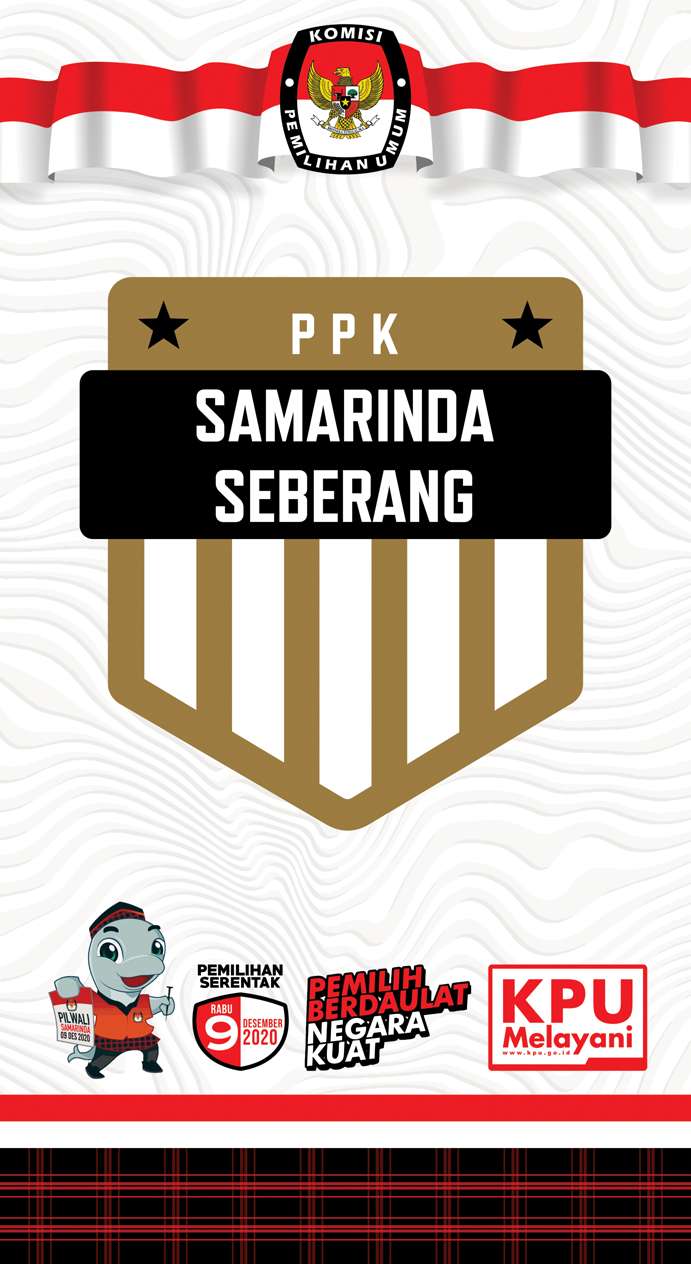 KOMISI
PEMILIHAN UMUM
PPK
SAMARINDA
SEBERANG
PILWALI
SAMARINDA
09 DES 2020
PEMILIHAN
SERENTAK
RABU
9
DESEMBER
2020
PEMILIH
BERDAULAT
NEGARA
KUAT
KPU
Melayani
www.kpu.go.id